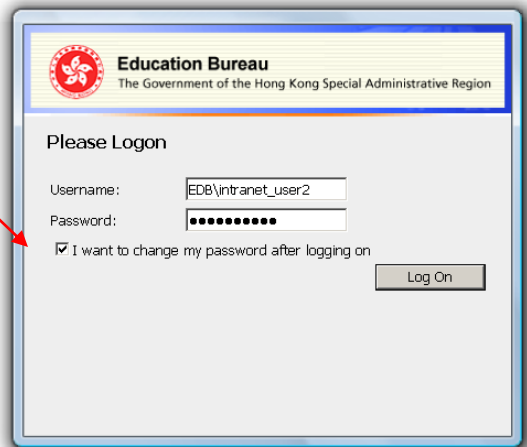 Education Bureau
The Government of the Hong Kong Special Administrative Region
Please Logon
Username: EDB\intranet_user2
Password: ●●●●●●●●●●
I want to change my password after logging on
Log On